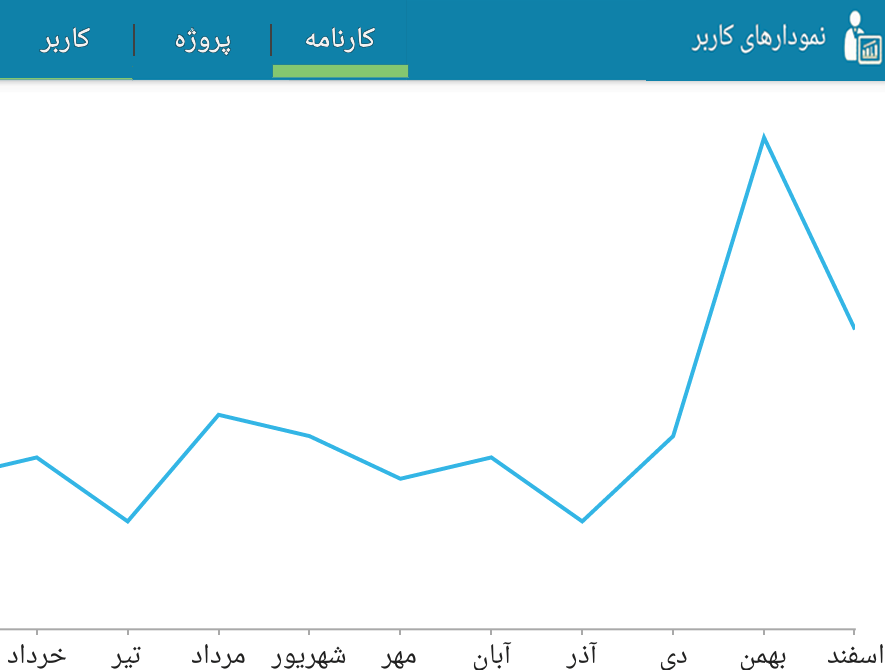 نمودارهای کاربر
کارنامه
پروژه
کاربر
خرداد تیر مرداد شهریور مهر آبان آذر دی بهمن اسفند